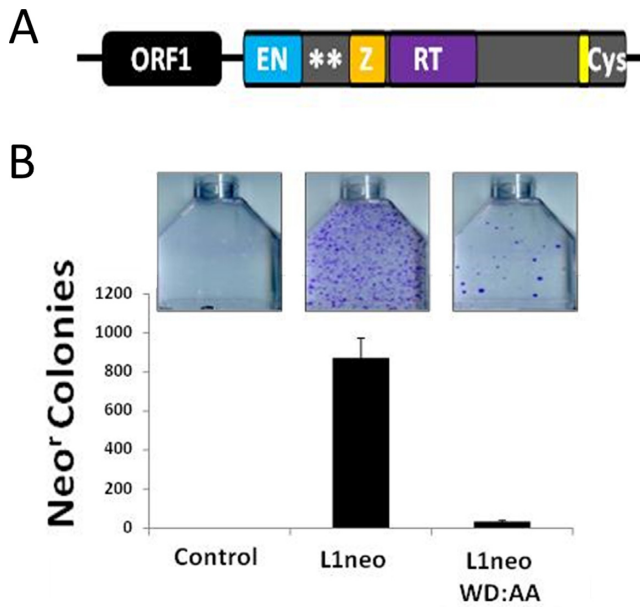 A
ORF1 EN ** Z RT Cys
B
Neoʳ Colonies
1200
1000
800
600
400
200
0
Control L1neo L1neo
WD:AA